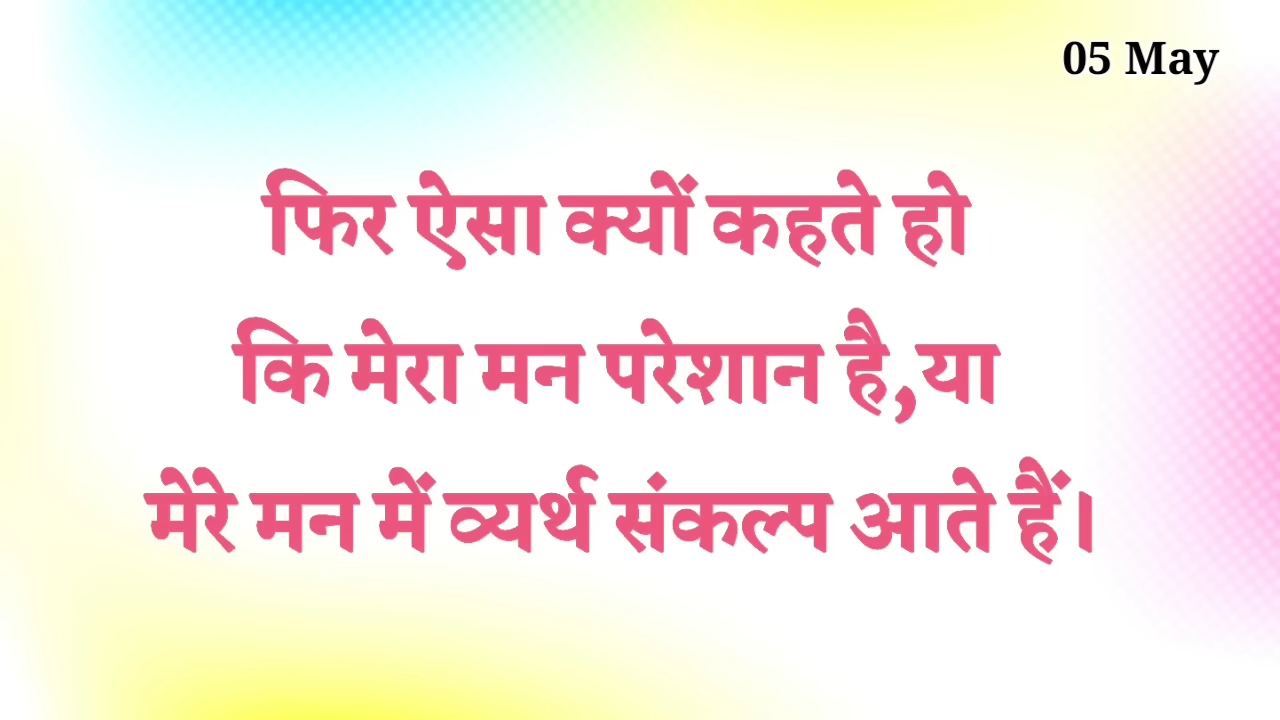 05 May
फिर ऐसा क्यों कहते हो
कि मेरा मन परेशान है,या
मेरे मन में व्यर्थ संकल्प आते हैं।